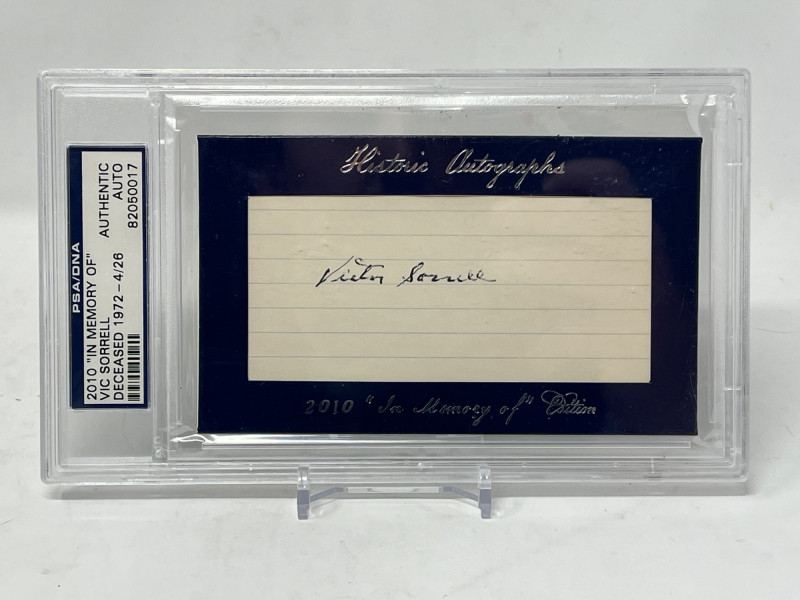 PSA/DNA
2010 "IN MEMORY OF"
VIC SORRELL
DECEASED 1972 - 4/26
AUTHENTIC
AUTO
82050017
Historic Autographs
Victor Sorrell
2010 "In Memory of" Edition